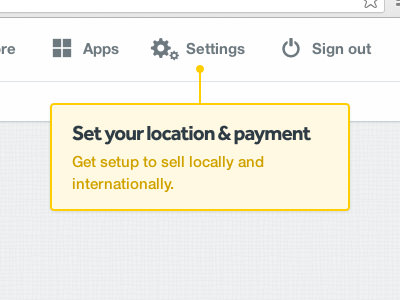 re Apps Settings Sign out
Set your location & payment
Get setup to sell locally and
internationally.